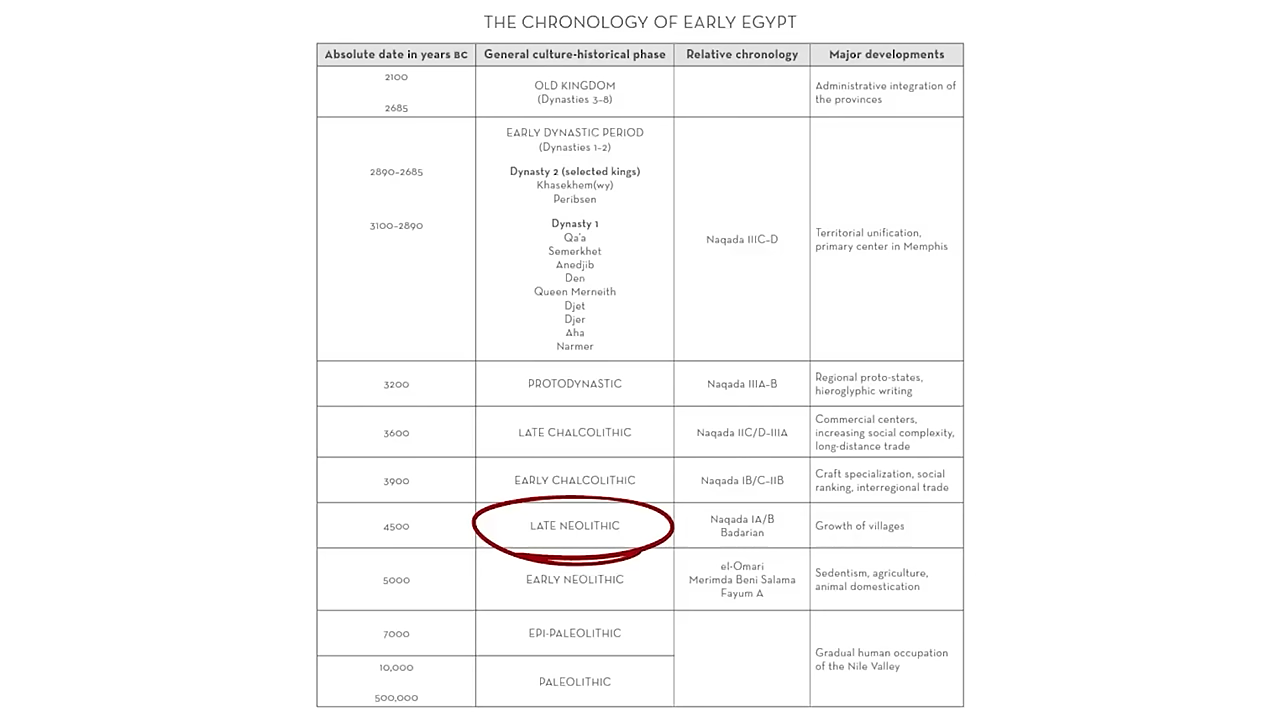 THE CHRONOLOGY OF EARLY EGYPT
Absolute date in years BC
General culture-historical phase
Relative chronology
Major developments
2100
2685
OLD KINGDOM
(Dynasties 3–8)
Administrative integration of
the provinces
2890–2685
3100–2890
EARLY DYNASTIC PERIOD
(Dynasties 1–2)
Dynasty 2 (selected kings)
Khasekhem(wy)
Peribsen
Dynasty 1
Qa'a
Semerkhet
Anedjib
Den
Queen Merneith
Djet
Djer
Aha
Narmer
Naqada IIIC–D
Territorial unification,
primary center in Memphis
3200
PROTODYNASTIC
Naqada IIIA–B
Regional proto-states,
hieroglyphic writing
3600
LATE CHALCOLITHIC
Naqada IIC/D–IIIA
Commercial centers,
increasing social complexity,
long-distance trade
3900
EARLY CHALCOLITHIC
Naqada IB/C–IIB
Craft specialization, social
ranking, interregional trade
4500
LATE NEOLITHIC
Naqada IA/B
Badarian
Growth of villages
5000
EARLY NEOLITHIC
el-Omari
Merimda Beni Salama
Fayum A
Sedentism, agriculture,
animal domestication
7000
EPI-PALEOLITHIC
10,000
500,000
PALEOLITHIC
Gradual human occupation
of the Nile Valley